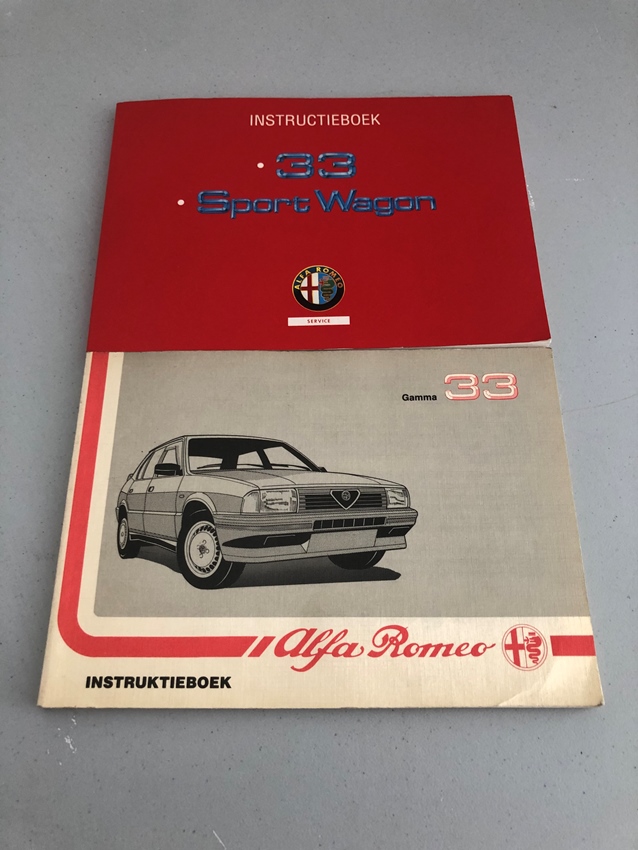 INSTRUCTIEBOEK
• 33
• Sport Wagon
ALFA ROMEO
SERVICE
Gamma 33
Alfa Romeo
INSTRUKTIEBOEK